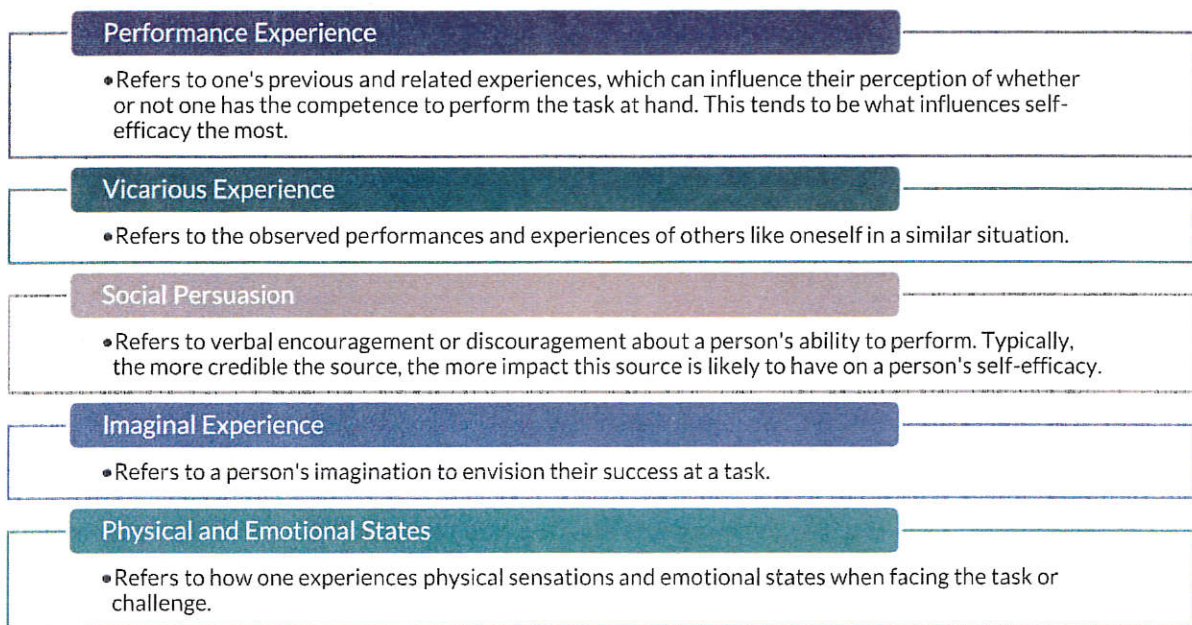 Performance Experience
•Refers to one's previous and related experiences, which can influence their perception of whether
or not one has the competence to perform the task at hand. This tends to be what influences self-
efficacy the most.
Vicarious Experience
•Refers to the observed performances and experiences of others like oneself in a similar situation.
Social Persuasion
•Refers to verbal encouragement or discouragement about a person's ability to perform. Typically,
the more credible the source, the more impact this source is likely to have on a person's self-efficacy.
Imaginal Experience
•Refers to a person's imagination to envision their success at a task.
Physical and Emotional States
•Refers to how one experiences physical sensations and emotional states when facing the task or
challenge.